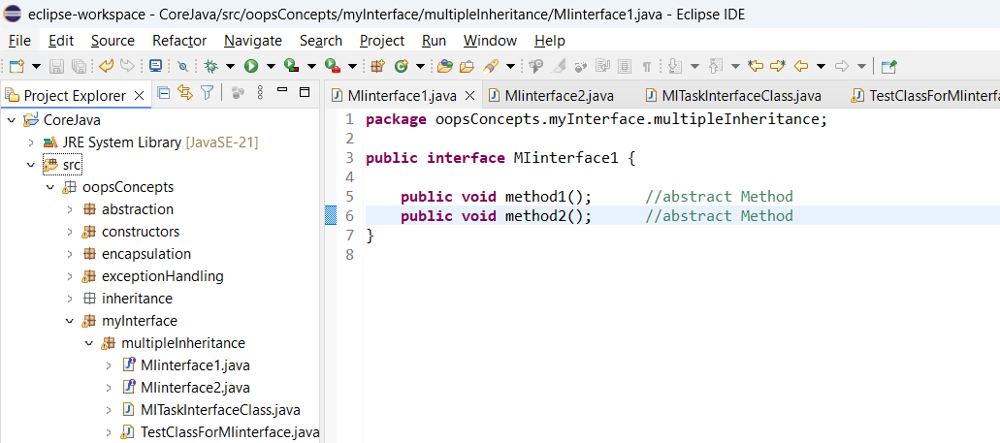 eclipse-workspace - CoreJava/src/oopsConcepts/myInterface/multipleInheritance/MIinterface1.java - Eclipse IDE
File Edit Source Refactor Navigate Search Project Run Window Help
Project Explorer
MIinterface1.java MIinterface2.java MITaskInterfaceClass.java TestClassForMIinterfa
CoreJava
JRE System Library [JavaSE-21]
src
oopsConcepts
abstraction
constructors
encapsulation
exceptionHandling
inheritance
myInterface
multipleInheritance
MIinterface1.java
MIinterface2.java
MITaskInterfaceClass.java
TestClassForMIinterface.java
1 package oopsConcepts.myInterface.multipleInheritance;
2
3 public interface MIinterface1 {
4
5 public void method1(); //abstract Method
6 public void method2(); //abstract Method
7 }
8